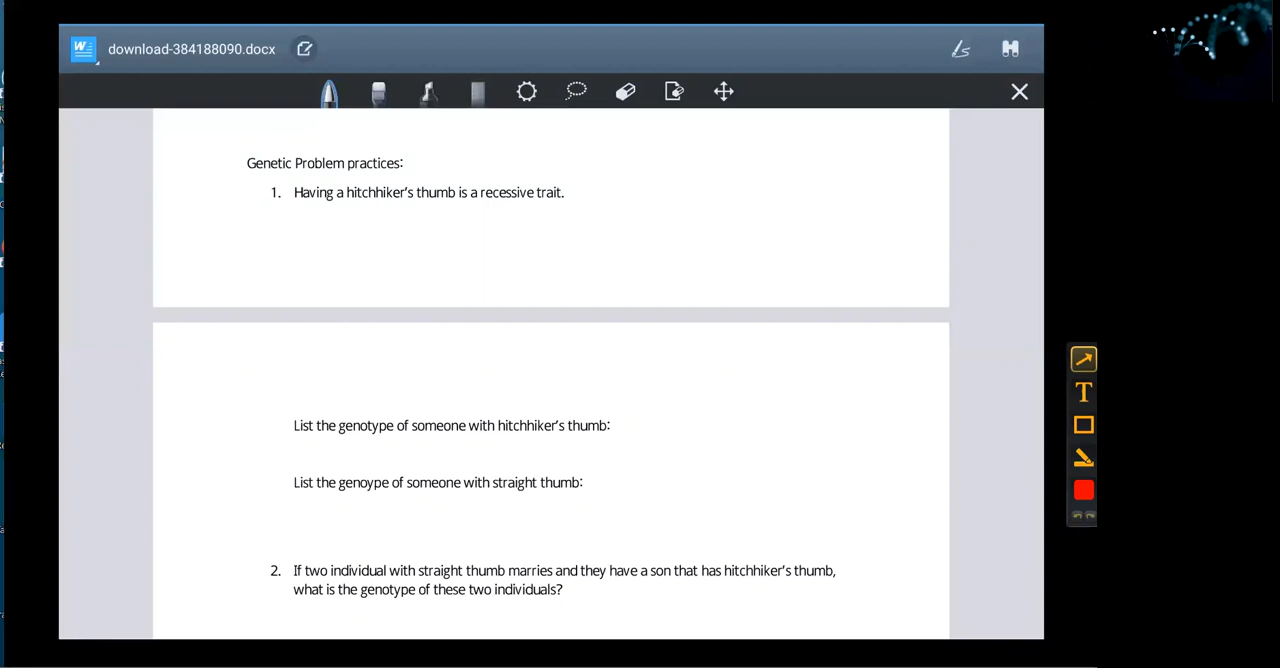 download-384188090.docx
Genetic Problem practices:
1. Having a hitchhiker's thumb is a recessive trait.
List the genotype of someone with hitchhiker's thumb:
List the genoype of someone with straight thumb:
2. If two individual with straight thumb marries and they have a son that has hitchhiker's thumb,
what is the genotype of these two individuals?
T